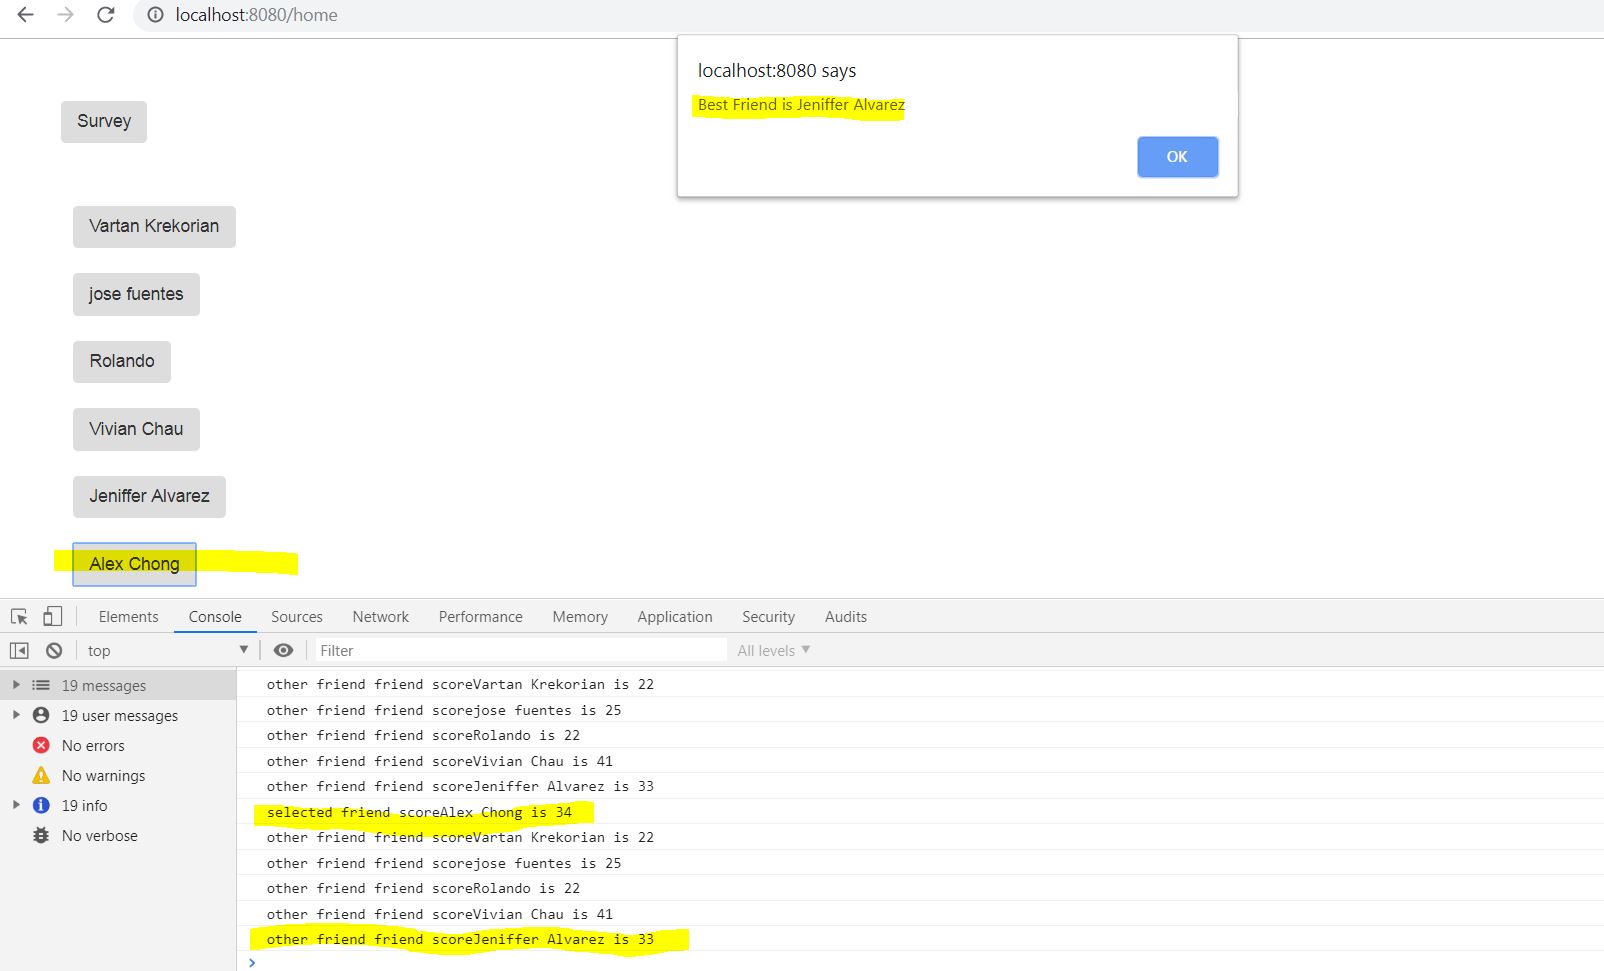 localhost:8080/home
localhost:8080 says
Best Friend is Jeniffer Alvarez
OK
Survey
Vartan Krekorian
jose fuentes
Rolando
Vivian Chau
Jeniffer Alvarez
Alex Chong
Elements Console Sources Network Performance Memory Application Security Audits
top Filter All levels
19 messages
19 user messages
No errors
No warnings
19 info
No verbose
other friend friend scoreVartan Krekorian is 22
other friend friend scorejose fuentes is 25
other friend friend scoreRolando is 22
other friend friend scoreVivian Chau is 41
other friend friend scoreJeniffer Alvarez is 33
selected friend scoreAlex Chong is 34
other friend friend scoreVartan Krekorian is 22
other friend friend scorejose fuentes is 25
other friend friend scoreRolando is 22
other friend friend scoreVivian Chau is 41
other friend friend scoreJeniffer Alvarez is 33